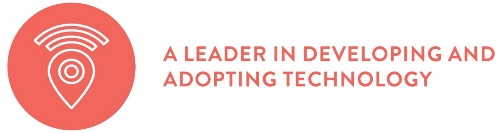 A LEADER IN DEVELOPING AND
ADOPTING TECHNOLOGY